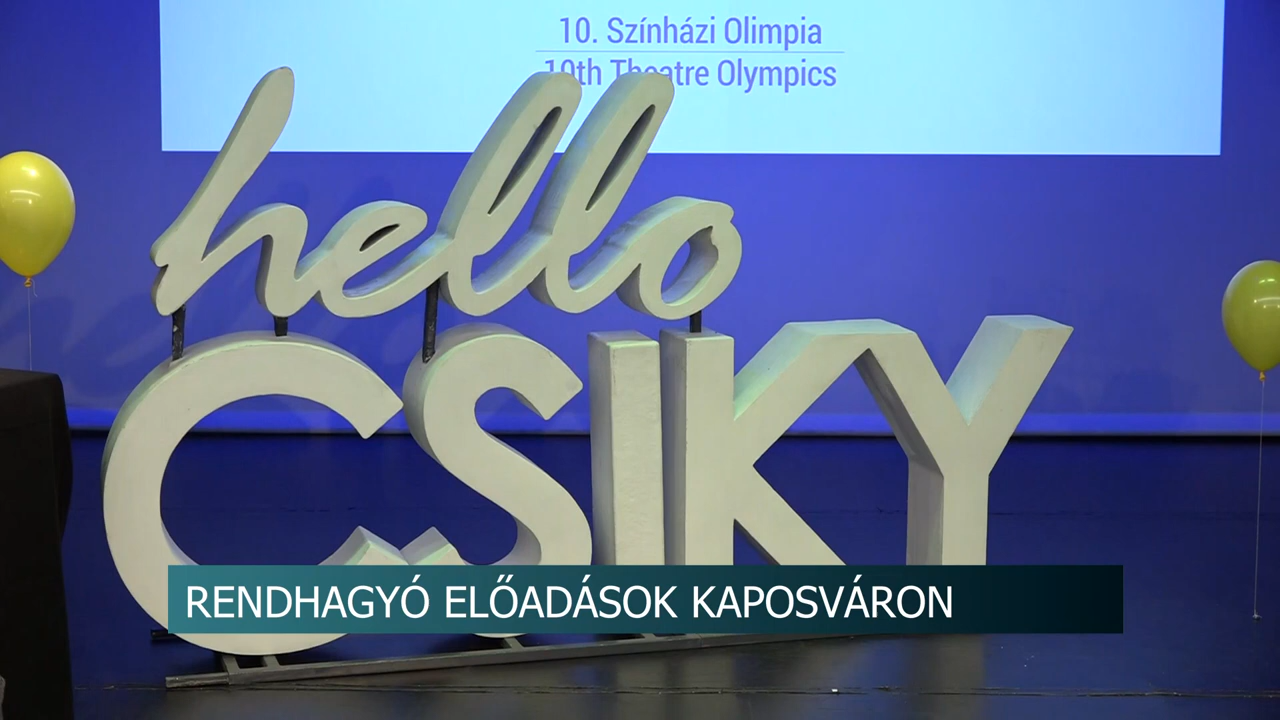 10. Színházi Olimpia
10th Theatre Olympics
hello
CSIKY
RENDHAGYÓ ELŐADÁSOK KAPOSVÁRON